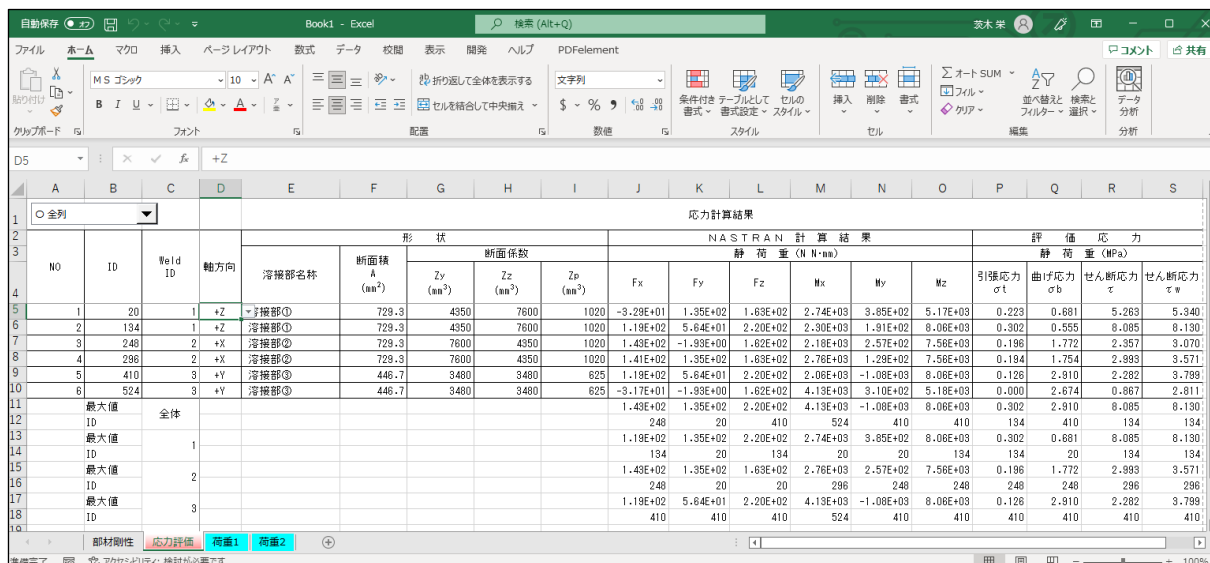 自動保存 オフ Book1 - Excel 検索 (Alt+Q) 茨木 栄
ファイル ホーム マクロ 挿入 ページ レイアウト 数式 データ 校閲 表示 開発 ヘルプ PDFelement コメント 共有
貼り付け MS ゴシック 10 A^ A˅ 折り返して全体を表示する 文字列 条件付き 書式 テーブルとして 書式設定 セルの スタイル 挿入 削除 書式 オート SUM フィル クリア 並べ替えと フィルター 検索と 選択 データ 分析
B I U A セルを結合して中央揃え $ % 9
クリップボード フォント 配置 数値 スタイル セル 編集 分析
D5 fx +Z
A B C D E F G H I J K L M N O P Q R S
1 ○ 全列 応力計算結果
2 形 状 NASTRAN 計 算 結 果 評 価 応 力
3 NO ID Weld ID 軸方向 溶接部名称 断面積 A (mm²) 断面係数 静 荷 重 (N N・mm) 静 荷 重 (MPa)
4 Zy (mm³) Zz (mm³) Zp (mm³) Fx Fy Fz Mx My Mz 引張応力 σt 曲げ応力 σb せん断応力 τ せん断応力 τw
5 1 20 1 +Z 溶接部① 729.3 4350 7600 1020 -3.29E+01 1.35E+02 1.63E+02 2.74E+03 3.85E+02 5.17E+03 0.223 0.681 5.263 5.340
6 2 134 1 +Z 溶接部① 729.3 4350 7600 1020 1.19E+02 5.64E+01 2.20E+02 2.30E+03 1.91E+02 8.06E+03 0.302 0.555 8.085 8.130
7 3 248 2 +X 溶接部② 729.3 7600 4350 1020 1.43E+02 -1.93E+00 1.62E+02 2.18E+03 2.57E+02 7.56E+03 0.196 1.772 2.357 3.070
8 4 296 2 +X 溶接部② 729.3 7600 4350 1020 1.41E+02 1.35E+02 1.63E+02 2.76E+03 1.29E+02 7.56E+03 0.194 1.754 2.993 3.571
9 5 410 3 +Y 溶接部③ 446.7 3480 3480 625 1.19E+02 5.64E+01 2.20E+02 2.06E+03 -1.08E+03 8.06E+03 0.126 2.910 2.282 3.799
10 6 524 3 +Y 溶接部③ 446.7 3480 3480 625 -3.17E+01 -1.93E+00 1.62E+02 4.13E+03 3.10E+02 5.18E+03 0.000 2.674 0.867 2.811
11 最大値 全体 1.43E+02 1.35E+02 2.20E+02 4.13E+03 -1.08E+03 8.06E+03 0.302 2.910 8.085 8.130
12 ID 248 20 410 524 410 410 134 410 134 134
13 最大値 1 1.19E+02 1.35E+02 2.20E+02 2.74E+03 3.85E+02 8.06E+03 0.302 0.681 8.085 8.130
14 ID 134 20 134 20 20 134 134 20 134 134
15 最大値 2 1.43E+02 1.35E+02 1.63E+02 2.76E+03 2.57E+02 7.56E+03 0.196 1.772 2.993 3.571
16 ID 248 20 20 296 248 248 248 248 296 296
17 最大値 3 1.19E+02 5.64E+01 2.20E+02 4.13E+03 -1.08E+03 8.06E+03 0.126 2.910 2.282 3.799
18 ID 410 410 410 524 410 410 410 410 410 410
19
部材剛性 応力評価 荷重1 荷重2
準備完了 アクセシビリティ: 検討が必要です 100%